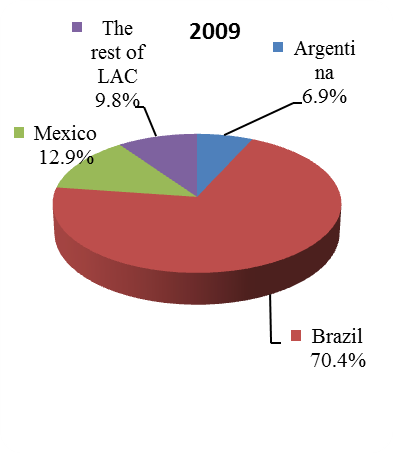 2009
The
rest of
LAC
9.8%
Argenti
na
6.9%
Mexico
12.9%
Brazil
70.4%